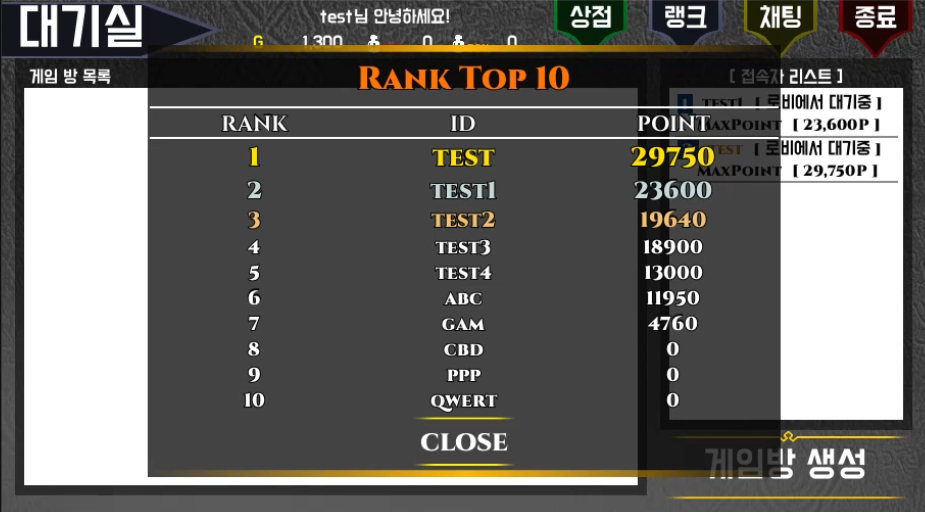 대기실
test님 안녕하세요!
G 1,300 0 0
상점 랭크 채팅 종료
게임 방 목록
[ 접속자 리스트 ]
RANK TOP 10
RANK ID POINT
1 TEST 29750
2 TEST1 23600
3 TEST2 19640
4 TEST3 18900
5 TEST4 13000
6 ABC 11950
7 GAM 4760
8 CBD 0
9 PPP 0
10 QWERT 0
CLOSE
1 TEST1 [ 로비에서 대기중 ]
MAXPOINT [ 23,600P ]
TEST [ 로비에서 대기중 ]
MAXPOINT [ 29,750P ]
게임방 생성